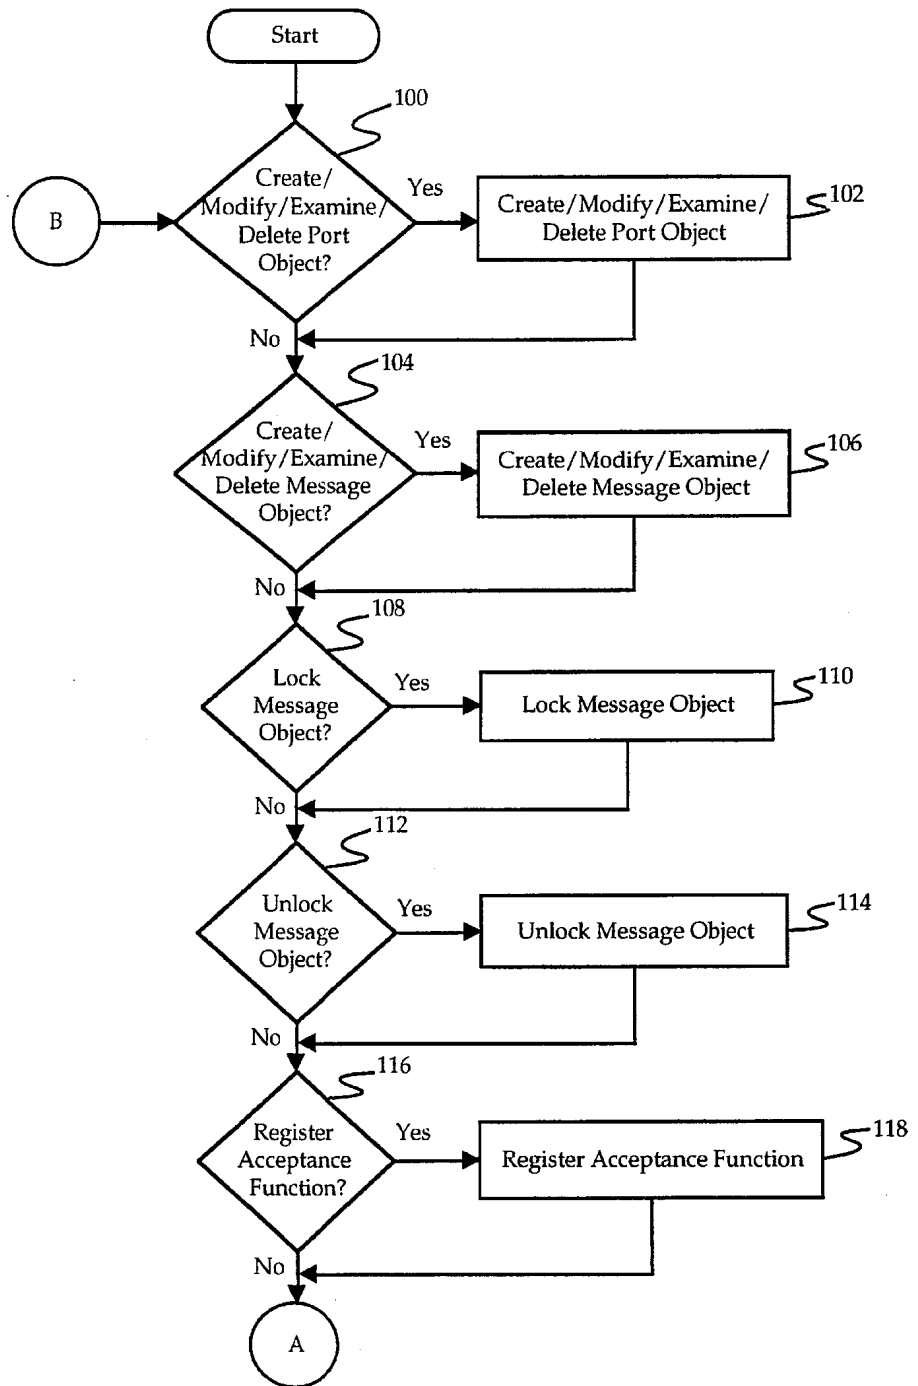 Start
100
Create/
Modify/Examine/
Delete Port
Object?
Yes
Create/Modify/Examine/
Delete Port Object
102
B
No
104
Create/
Modify/Examine/
Delete Message
Object?
Yes
Create/Modify/Examine/
Delete Message Object
106
No
108
Lock
Message
Object?
Yes
Lock Message Object
110
No
112
Unlock
Message
Object?
Yes
Unlock Message Object
114
No
116
Register
Acceptance
Function?
Yes
Register Acceptance Function
118
No
A